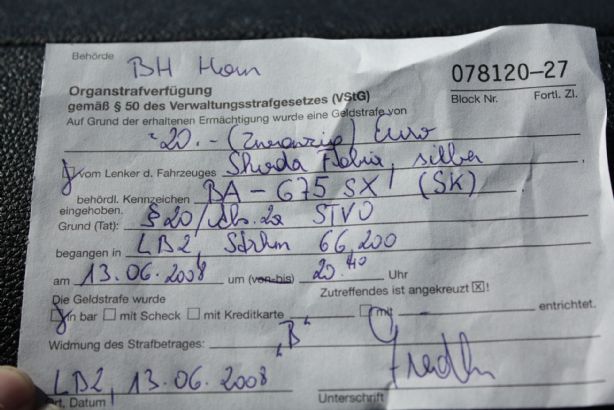 Behörde BH Horn
078120-27
Organstrafverfügung
gemäß § 50 des Verwaltungsstrafgesetzes (VStG)
Block Nr. Fortl. Zl.
Auf Grund der erhaltenen Ermächtigung wurde eine Geldstrafe von
20.- (Zwanzig) Euro
vom Lenker d. Fahrzeuges Skoda Fabia, silber
behördl. Kennzeichen BA-675 SX (SK)
eingehoben.
Grund (Tat): § 20/Abs. 2a STVO
begangen in LB2, Strkm 66,200
am 13.06.2008 um (von-bis) 20.40 Uhr
Die Geldstrafe wurde Zutreffendes ist angekreuzt ☒!
in bar ☐ mit Scheck ☐ mit Kreditkarte ☐ mit entrichtet.
Widmung des Strafbetrages: "B"
LB2, 13.06.2008
Ort, Datum Unterschrift